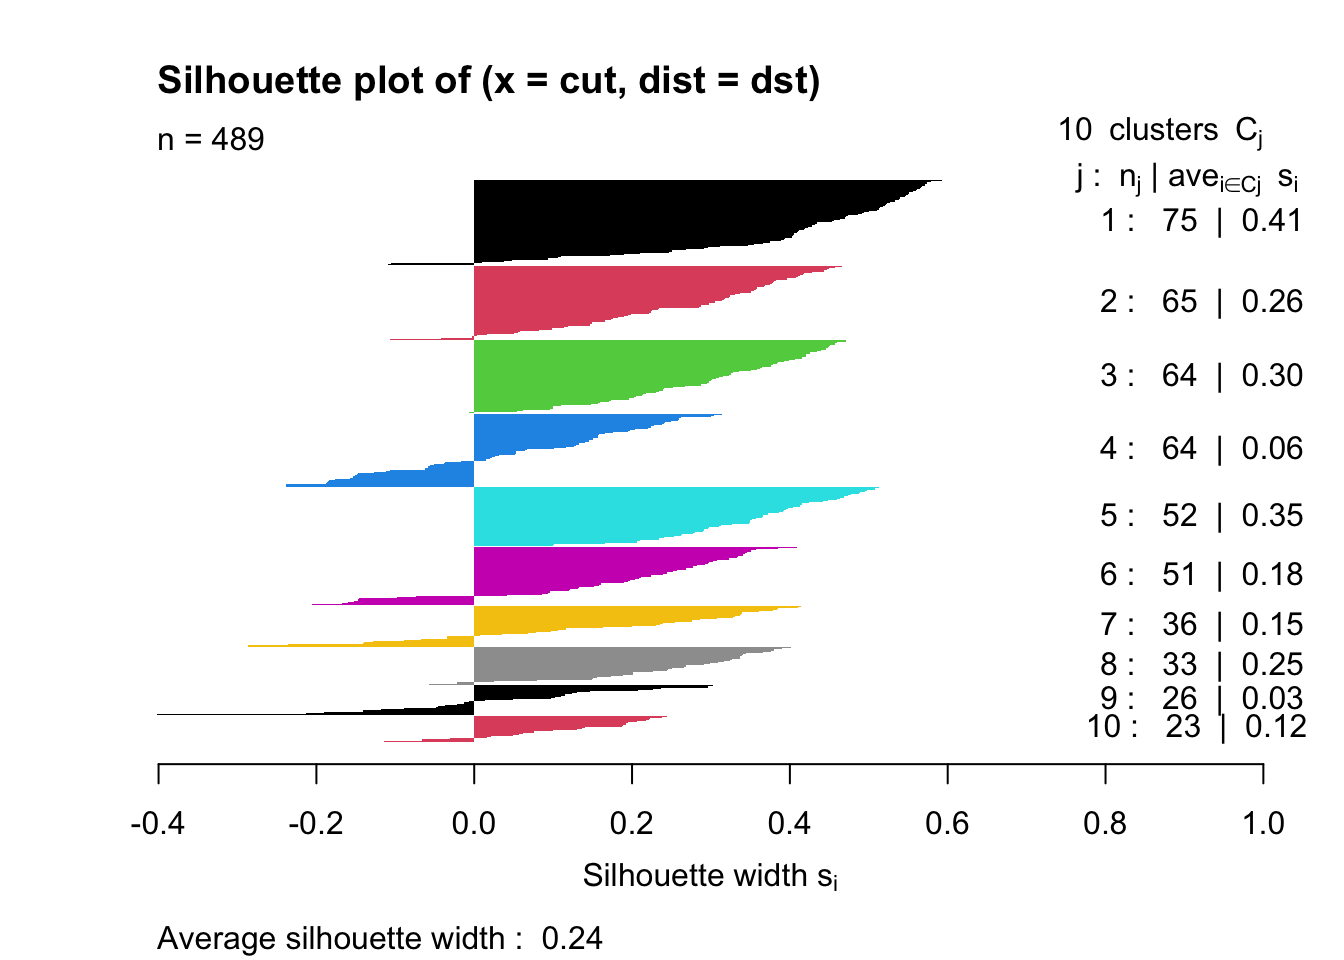 Silhouette plot of (x = cut, dist = dst)
n = 489
10 clusters Cj
j : nj | avei∈Cj si
1 : 75 | 0.41
2 : 65 | 0.26
3 : 64 | 0.30
4 : 64 | 0.06
5 : 52 | 0.35
6 : 51 | 0.18
7 : 36 | 0.15
8 : 33 | 0.25
9 : 26 | 0.03
10 : 23 | 0.12
-0.4 -0.2 0.0 0.2 0.4 0.6 0.8 1.0
Silhouette width si
Average silhouette width : 0.24